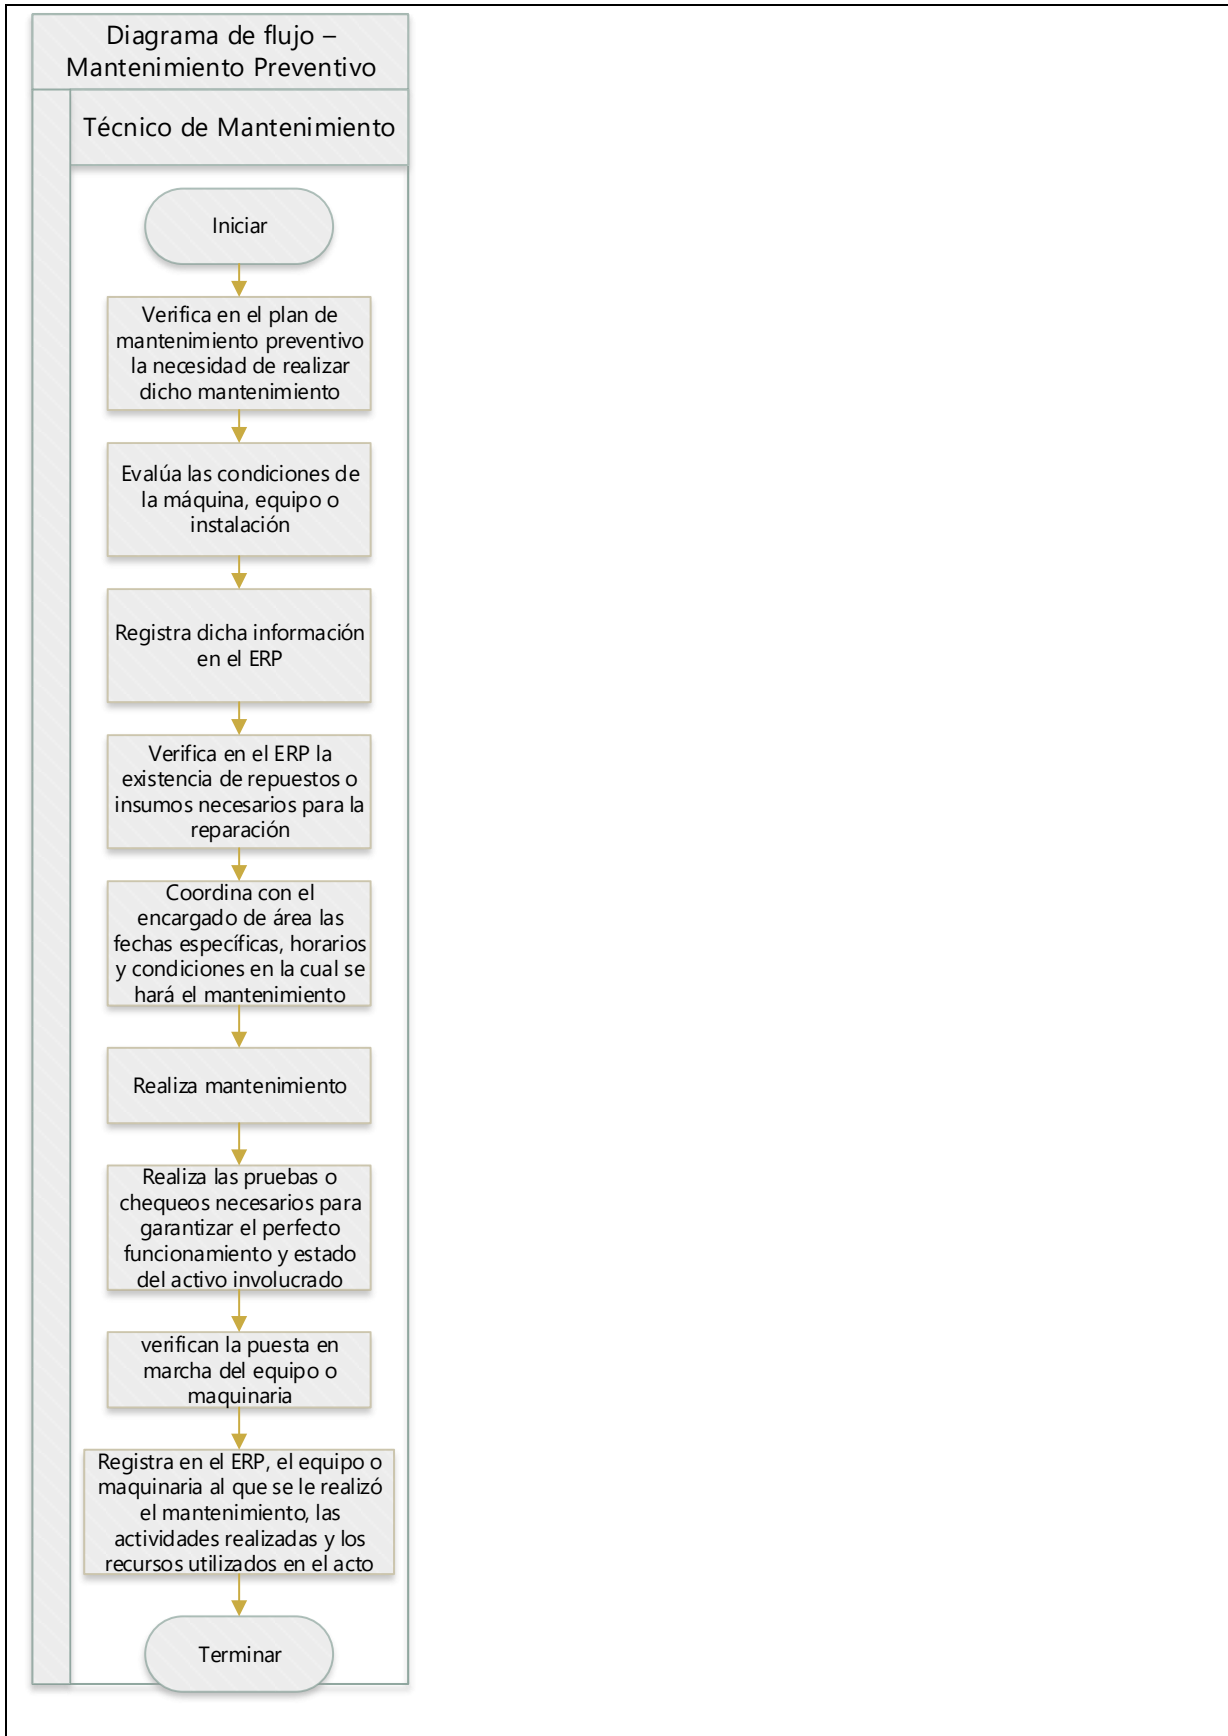 Diagrama de flujo –
Mantenimiento Preventivo
Técnico de Mantenimiento
Iniciar
Verifica en el plan de
mantenimiento preventivo
la necesidad de realizar
dicho mantenimiento
Evalúa las condiciones de
la máquina, equipo o
instalación
Registra dicha información
en el ERP
Verifica en el ERP la
existencia de repuestos o
insumos necesarios para la
reparación
Coordina con el
encargado de área las
fechas específicas, horarios
y condiciones en la cual se
hará el mantenimiento
Realiza mantenimiento
Realiza las pruebas o
chequeos necesarios para
garantizar el perfecto
funcionamiento y estado
del activo involucrado
verifican la puesta en
marcha del equipo o
maquinaria
Registra en el ERP, el equipo o
maquinaria al que se le realizó
el mantenimiento, las
actividades realizadas y los
recursos utilizados en el acto
Terminar